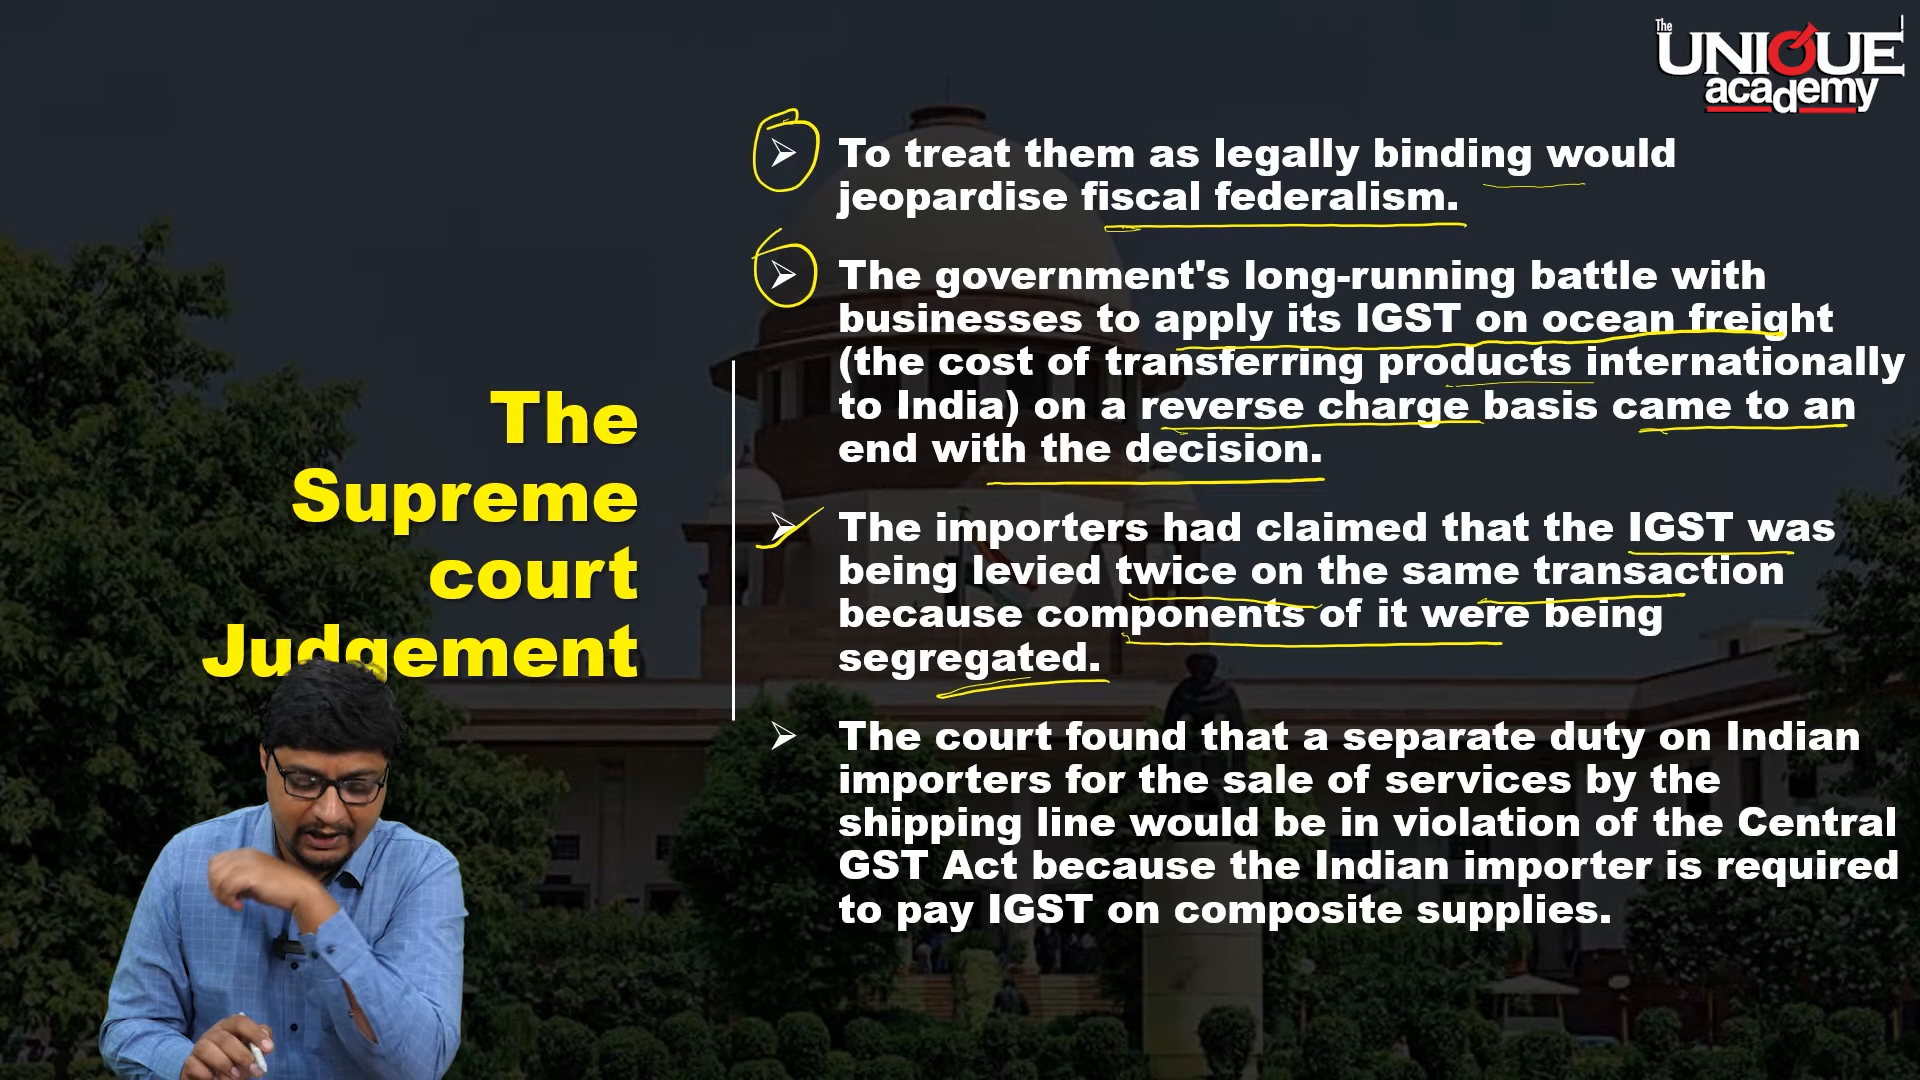 The
UNIQUE
academy
To treat them as legally binding would
jeopardise fiscal federalism.
The government's long-running battle with
businesses to apply its IGST on ocean freight
(the cost of transferring products internationally
to India) on a reverse charge basis came to an
end with the decision.
The importers had claimed that the IGST was
being levied twice on the same transaction
because components of it were being
segregated.
The court found that a separate duty on Indian
importers for the sale of services by the
shipping line would be in violation of the Central
GST Act because the Indian importer is required
to pay IGST on composite supplies.
The
Supreme
court
Judgement